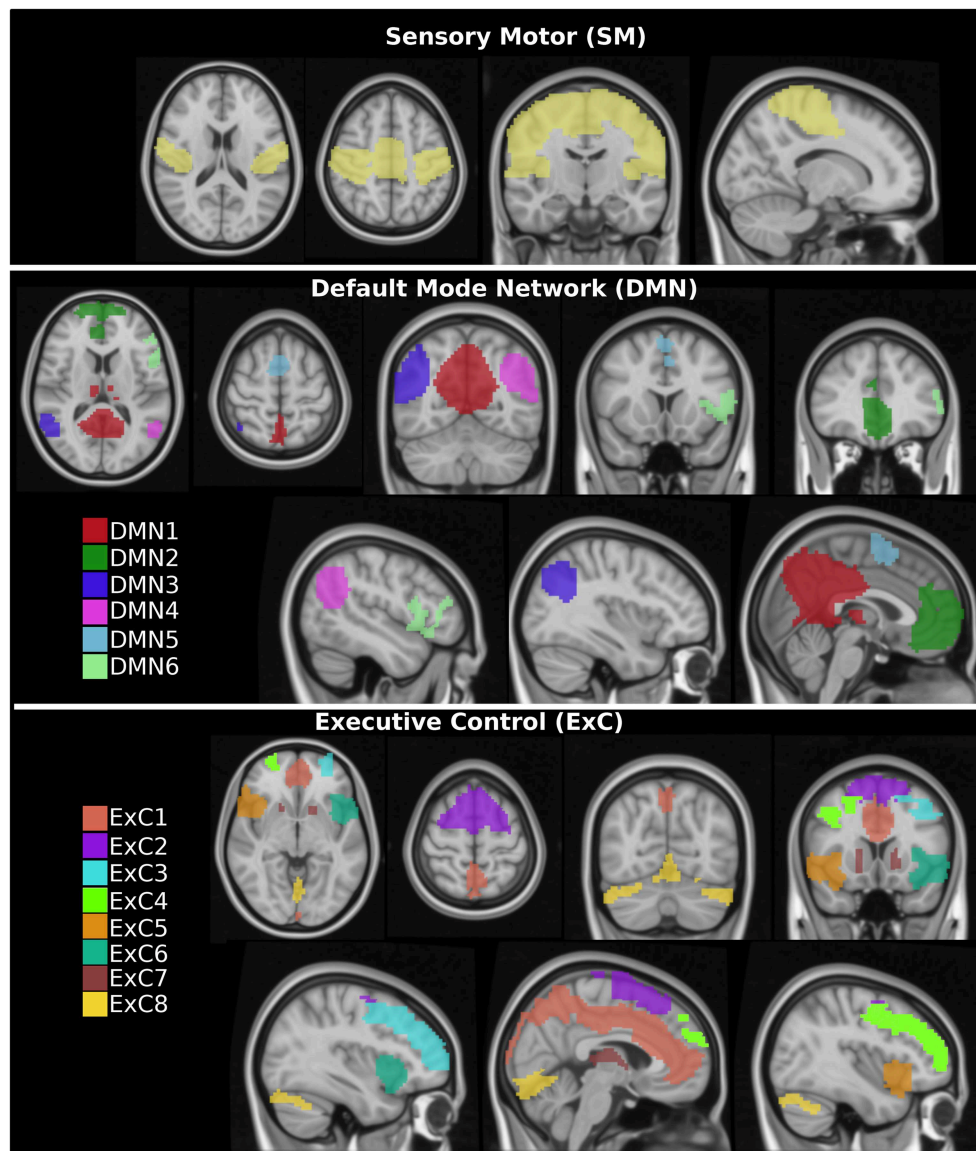 Sensory Motor (SM)
Default Mode Network (DMN)
DMN1
DMN2
DMN3
DMN4
DMN5
DMN6
Executive Control (ExC)
ExC1
ExC2
ExC3
ExC4
ExC5
ExC6
ExC7
ExC8